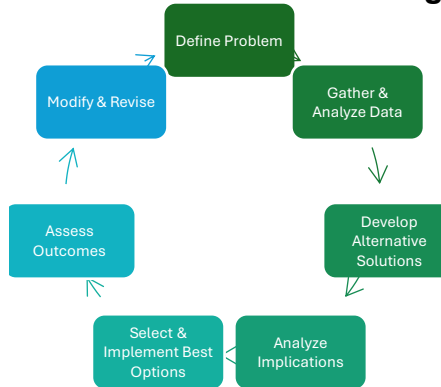 Define Problem
Gather &
Analyze Data
Develop
Alternative
Solutions
Analyze
Implications
Select &
Implement Best
Options
Assess
Outcomes
Modify & Revise